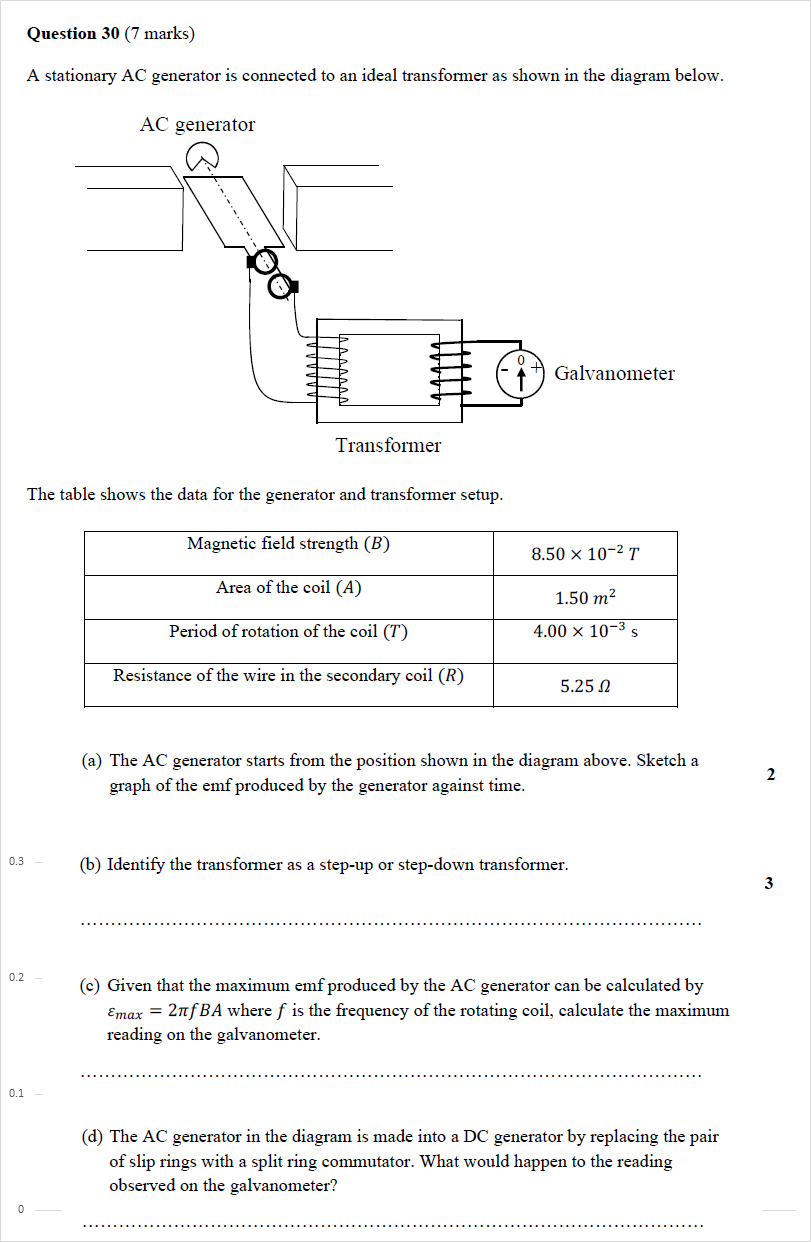 Question 30 (7 marks)
A stationary AC generator is connected to an ideal transformer as shown in the diagram below.
AC generator
0
- +
Galvanometer
Transformer
The table shows the data for the generator and transformer setup.
Magnetic field strength (B) 8.50 × 10⁻² T
Area of the coil (A) 1.50 m²
Period of rotation of the coil (T) 4.00 × 10⁻³ s
Resistance of the wire in the secondary coil (R) 5.25 Ω
(a) The AC generator starts from the position shown in the diagram above. Sketch a
graph of the emf produced by the generator against time.
2
0.3
(b) Identify the transformer as a step-up or step-down transformer.
3
0.2
(c) Given that the maximum emf produced by the AC generator can be calculated by
εmax = 2πfBA where f is the frequency of the rotating coil, calculate the maximum
reading on the galvanometer.
0.1
(d) The AC generator in the diagram is made into a DC generator by replacing the pair
of slip rings with a split ring commutator. What would happen to the reading
observed on the galvanometer?
0